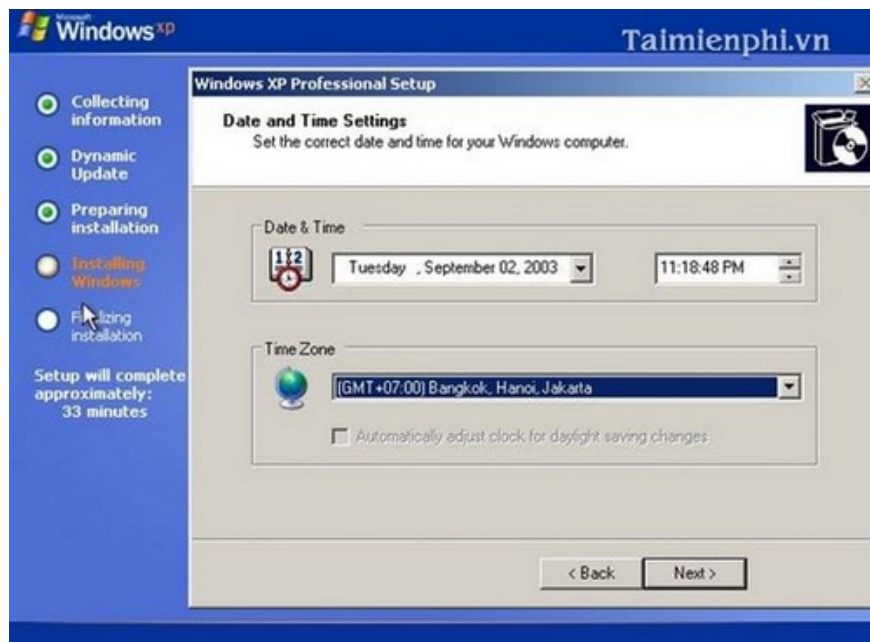 Microsoft
Windows xp
Taimienphi.vn
Collecting
information
Dynamic
Update
Preparing
installation
Installing
Windows
installation
Setup will complete
approximately:
33 minutes
Windows XP Professional Setup
Date and Time Settings
Set the correct date and time for your Windows computer.
Date & Time
Tuesday , September 02, 2003
11:18:48 PM
Time Zone
(GMT+07:00) Bangkok, Hanoi, Jakarta
Automatically adjust clock for daylight saving changes
< Back
Next >